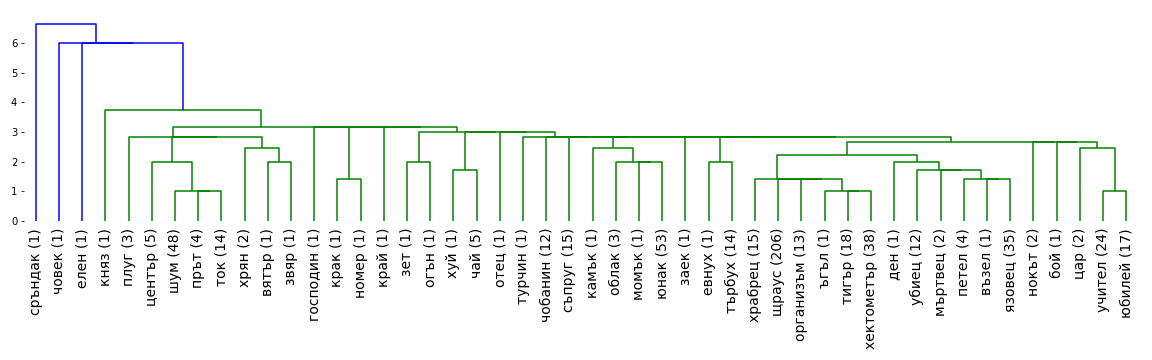 6
5
4
3
2
1
0
сръндак (1)
човек (1)
елен (1)
княз (1)
плуг (3)
център (5)
шум (48)
прът (4)
ток (14)
хрян (2)
вятър (1)
звяр (1)
господин (1)
крак (1)
номер (1)
край (1)
зет (1)
огън (1)
хуй (1)
чай (5)
отец (1)
турчин (1)
чобанин (12)
съпруг (15)
камък (1)
облак (3)
момък (1)
юнак (53)
заек (1)
евнух (1)
търбух (14)
храбрец (15)
щраус (206)
организъм (13)
ъгъл (1)
тигър (18)
хектометър (38)
ден (1)
убиец (12)
мъртвец (2)
петел (4)
възел (1)
язовец (35)
нокът (2)
бой (1)
цар (2)
учител (24)
юбилей (17)